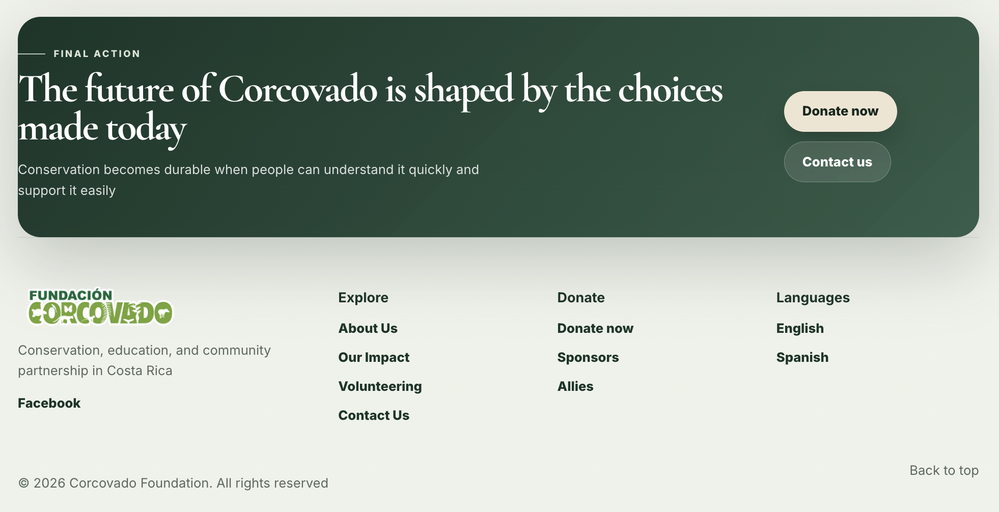 FINAL ACTION
The future of Corcovado is shaped by the choices
made today
Conservation becomes durable when people can understand it quickly and
support it easily
Donate now
Contact us
FUNDACIÓN
CORCOVADO
Conservation, education, and community
partnership in Costa Rica
Facebook
Explore
About Us
Our Impact
Volunteering
Contact Us
Donate
Donate now
Sponsors
Allies
Languages
English
Spanish
© 2026 Corcovado Foundation. All rights reserved
Back to top